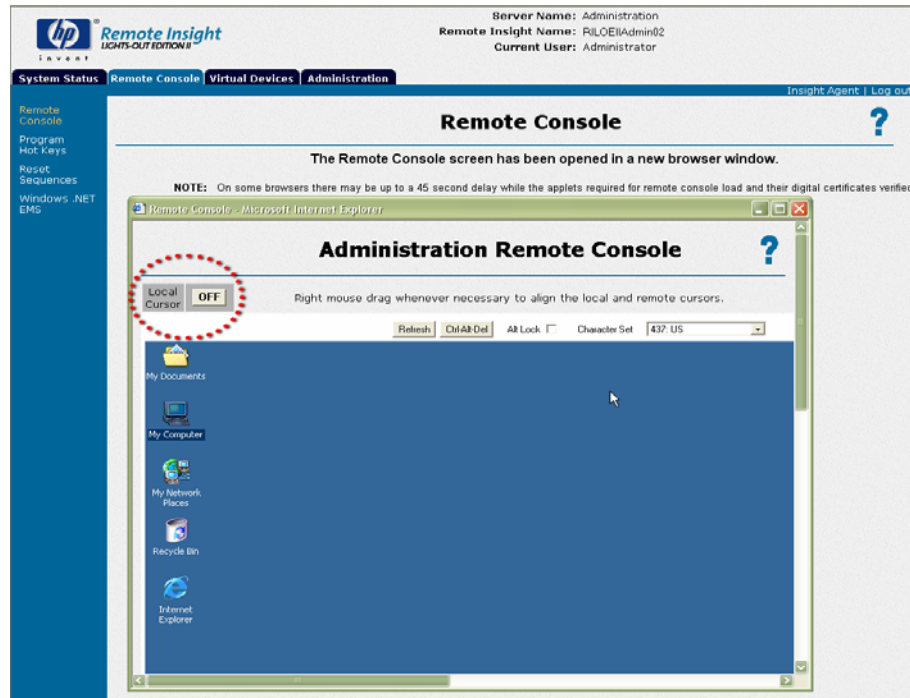 Server Name: Administration
Remote Insight Name: RILOEIIAdmin02
Current User: Administrator
hp
®
invent
Remote Insight
LIGHTS-OUT EDITION II
System Status
Remote Console
Virtual Devices
Administration
Insight Agent | Log out
Remote
Console
Program
Hot Keys
Reset
Sequences
Windows .NET
EMS
Remote Console
?
The Remote Console screen has been opened in a new browser window.
NOTE: On some browsers there may be up to a 45 second delay while the applets required for remote console load and their digital certificates verified
Remote Console - Microsoft Internet Explorer
Administration Remote Console
?
Local
Cursor
OFF
Right mouse drag whenever necessary to align the local and remote cursors.
Refresh
Ctrl-Alt-Del
Alt Lock
Character Set
437: US
My Documents
My Computer
My Network
Places
Recycle Bin
Internet
Explorer